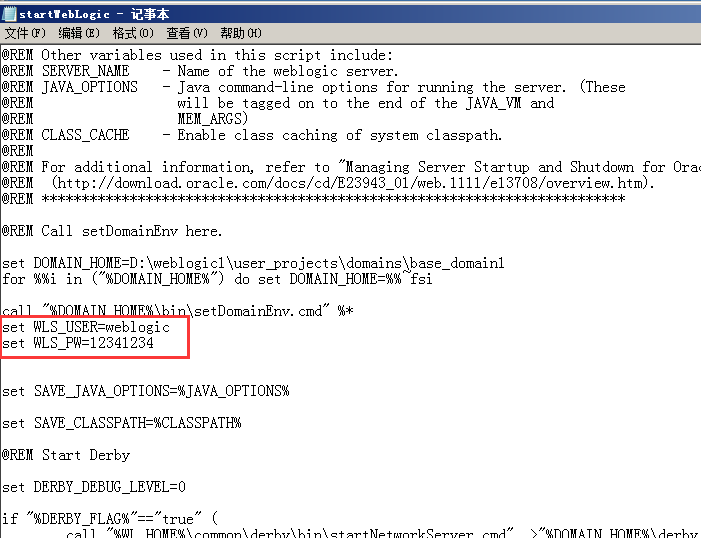 startWebLogic - 记事本
文件(F) 编辑(E) 格式(O) 查看(V) 帮助(H)
@REM Other variables used in this script include:
@REM SERVER_NAME    - Name of the weblogic server.
@REM JAVA_OPTIONS   - Java command-line options for running the server. (These
@REM                  will be tagged on to the end of the JAVA_VM and
@REM                  MEM_ARGS)
@REM CLASS_CACHE    - Enable class caching of system classpath.
@REM
@REM For additional information, refer to "Managing Server Startup and Shutdown for Orac
@REM  (http://download.oracle.com/docs/cd/E23943_01/web.1111/e13708/overview.htm).
@REM *************************************************************************
@REM Call setDomainEnv here.
set DOMAIN_HOME=D:\weblogic1\user_projects\domains\base_domain1
for %%i in ("%DOMAIN_HOME%") do set DOMAIN_HOME=%%~fsi
call "%DOMAIN_HOME%\bin\setDomainEnv.cmd" %*
set WLS_USER=weblogic
set WLS_PW=12341234
set SAVE_JAVA_OPTIONS=%JAVA_OPTIONS%
set SAVE_CLASSPATH=%CLASSPATH%
@REM Start Derby
set DERBY_DEBUG_LEVEL=0
if "%DERBY_FLAG%"=="true" (
        call "%WL_HOME%\common\derby\bin\startNetworkServer.cmd"  >"%DOMAIN_HOME%\derby